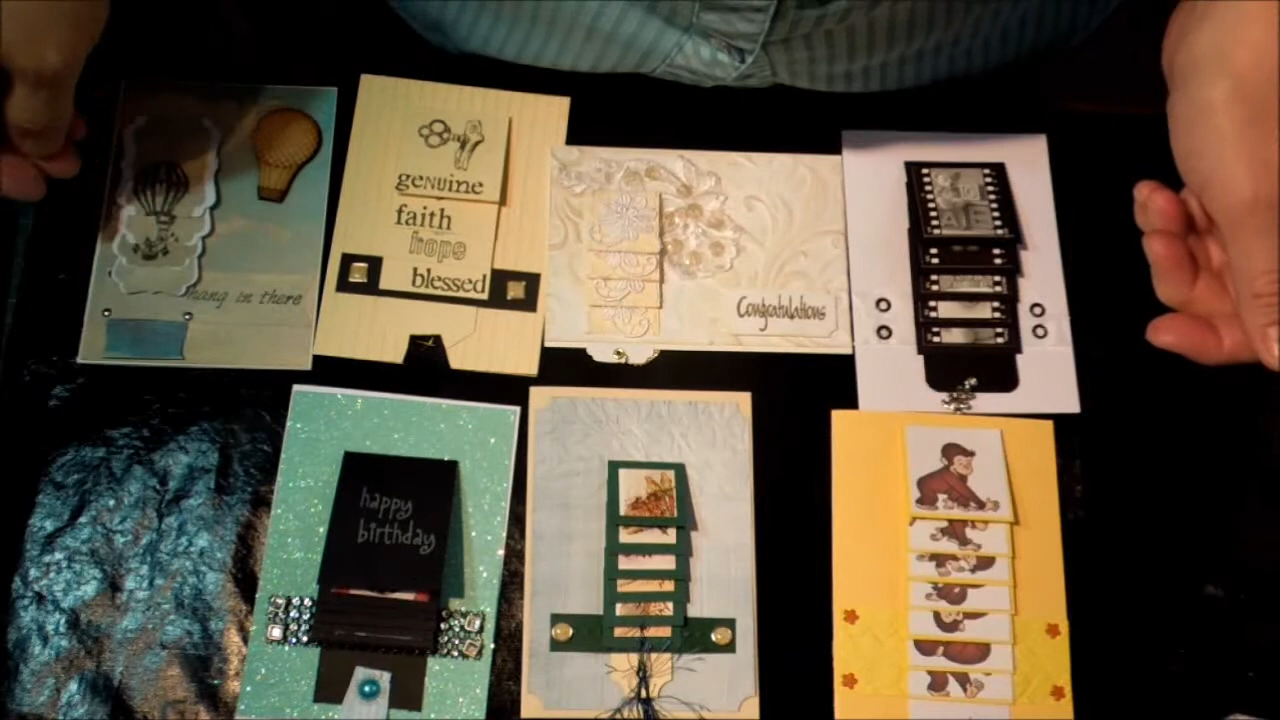 hang in there
genuine
faith
hope
blessed
Congratulations
happy
birthday